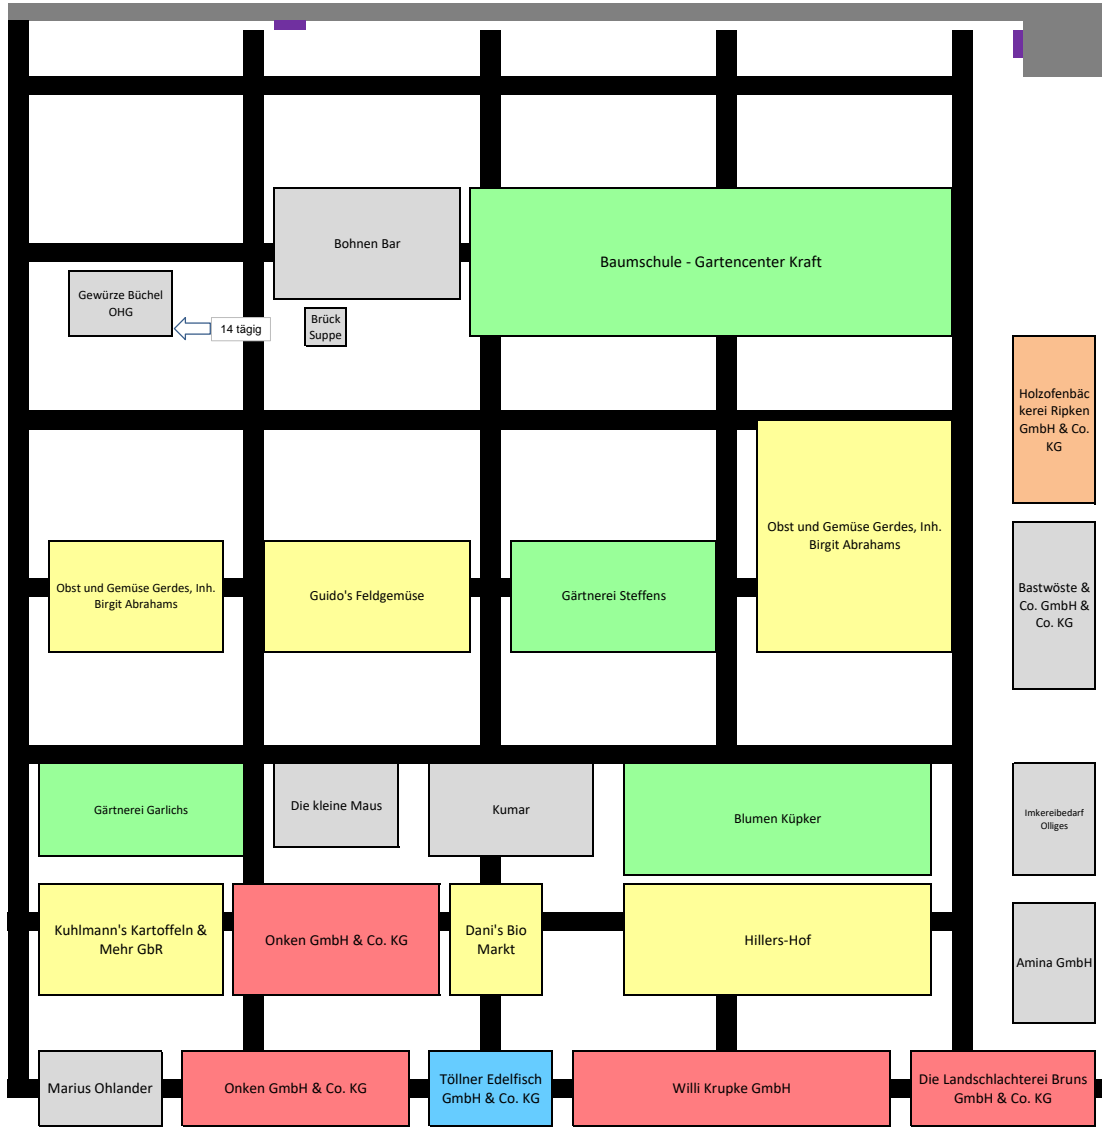 Bohnen Bar
Baumschule - Gartencenter Kraft
Gewürze Büchel
OHG
14 tägig
Brück
Suppe
Holzofenbäc
kerei Ripken
GmbH & Co.
KG
Obst und Gemüse Gerdes, Inh.
Birgit Abrahams
Bastwöste &
Co. GmbH &
Co. KG
Obst und Gemüse Gerdes, Inh.
Birgit Abrahams
Guido's Feldgemüse
Gärtnerei Steffens
Gärtnerei Garlichs
Die kleine Maus
Kumar
Blumen Küpker
Imkereibedarf
Olliges
Kuhlmann's Kartoffeln &
Mehr GbR
Onken GmbH & Co. KG
Dani's Bio
Markt
Hillers-Hof
Amina GmbH
Marius Ohlander
Onken GmbH & Co. KG
Töllner Edelfisch
GmbH & Co. KG
Willi Krupke GmbH
Die Landschlachterei Bruns
GmbH & Co. KG